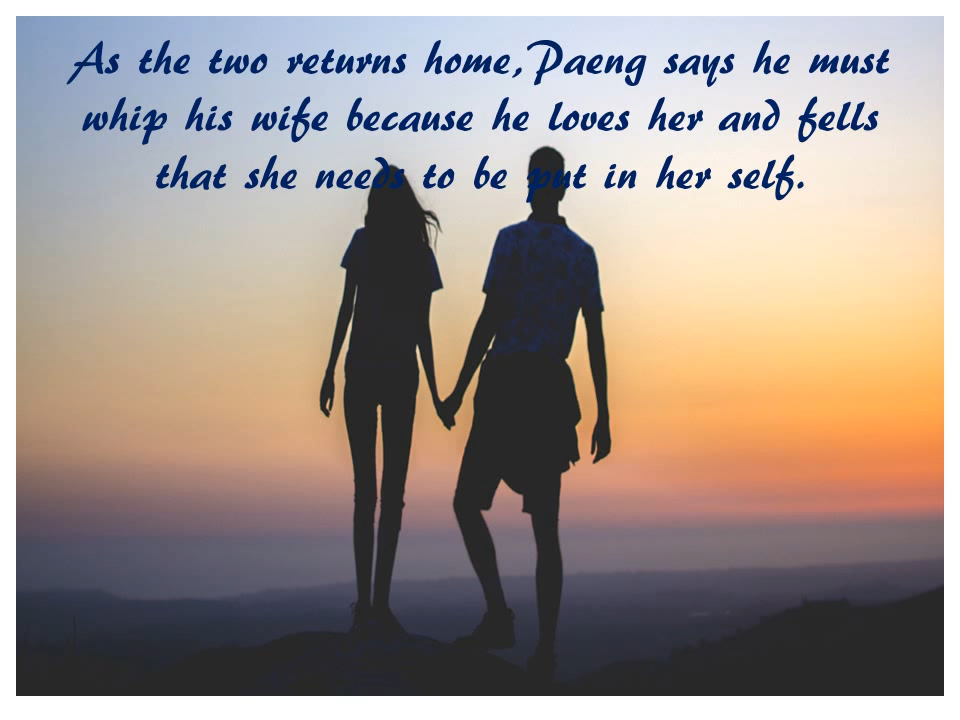 As the two returns home, Paeng says he must
whip his wife because he loves her and fells
that she needs to be put in her self.